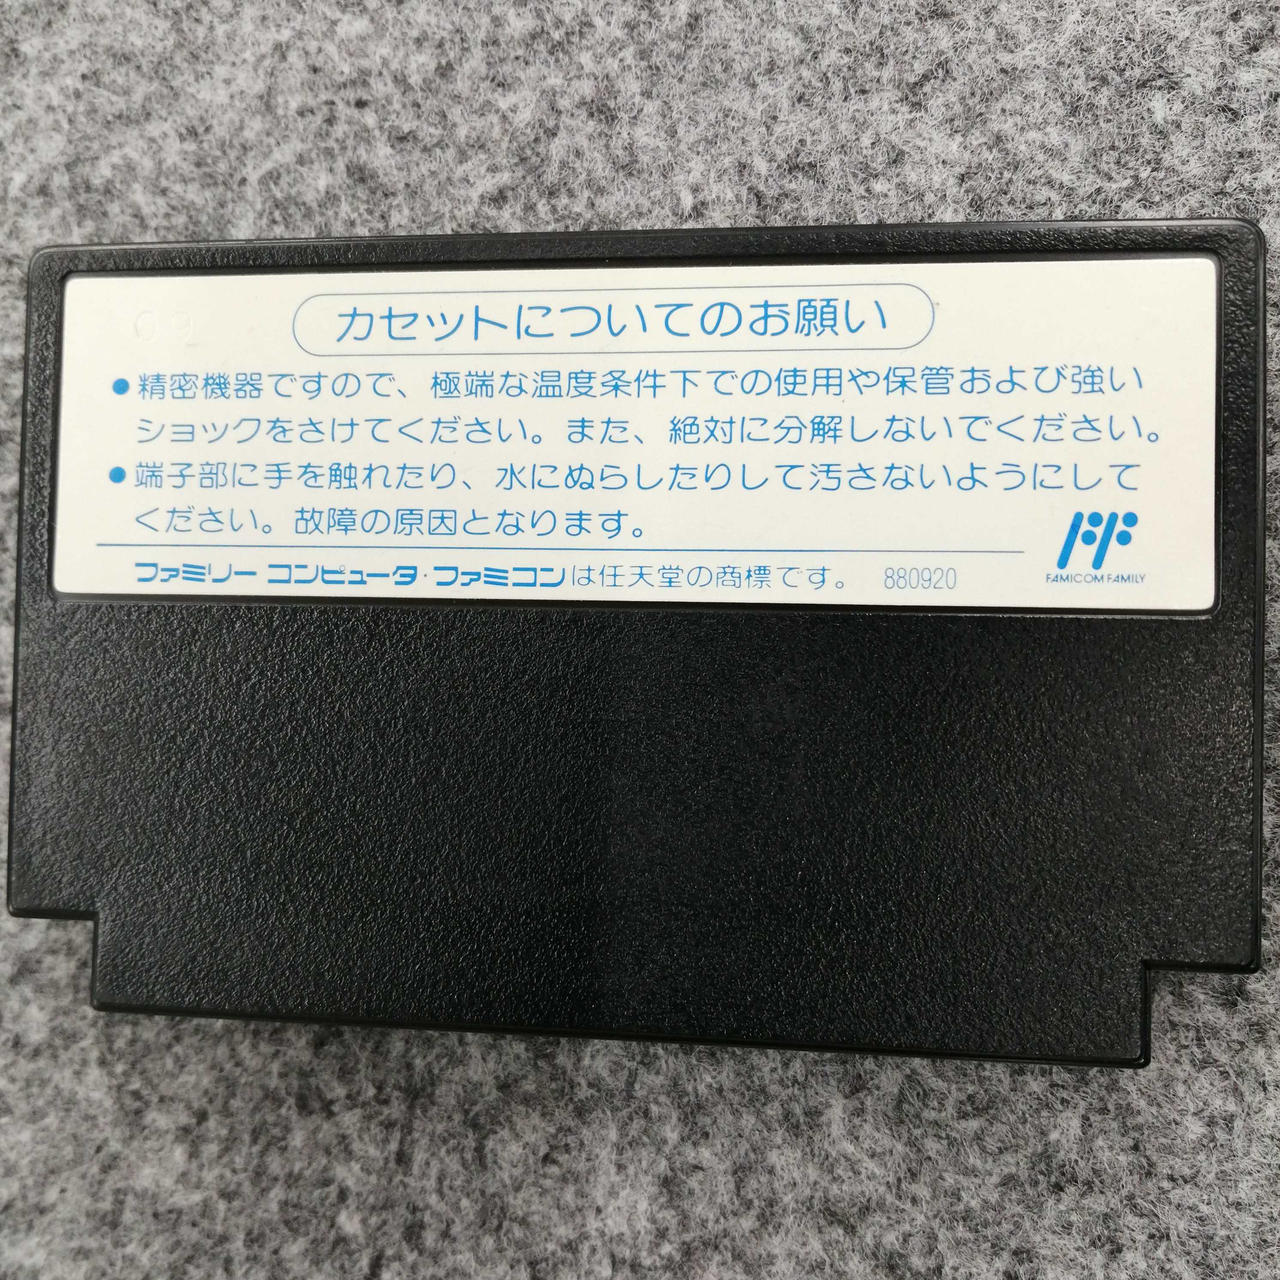 09
カセットについてのお願い
●精密機器ですので、極端な温度条件下での使用や保管および強い
ショックをさけてください。また、絶対に分解しないでください。
●端子部に手を触れたり、水にぬらしたりして汚さないようにして
ください。故障の原因となります。
ファミリー コンピュータ・ファミコンは任天堂の商標です。 880920
FAMICOM FAMILY